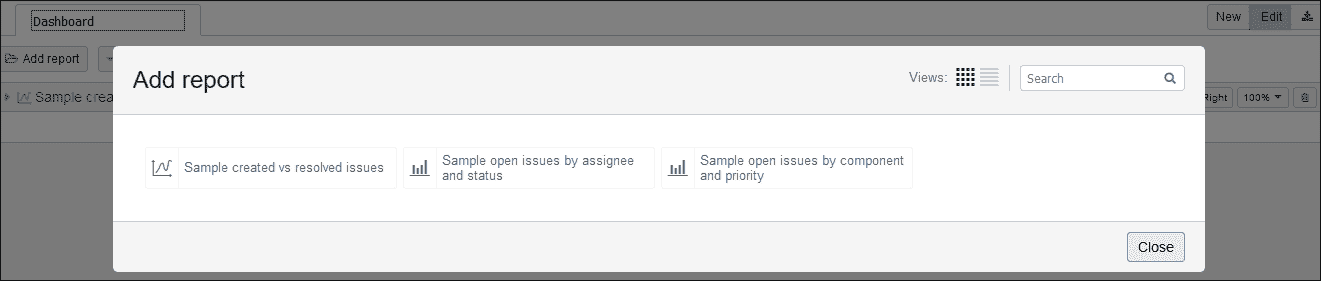 Dashboard
New Edit
Add report
Sample crea
Right 100%
Add report
Views:
Search
Sample created vs resolved issues
Sample open issues by assignee
and status
Sample open issues by component
and priority
Close